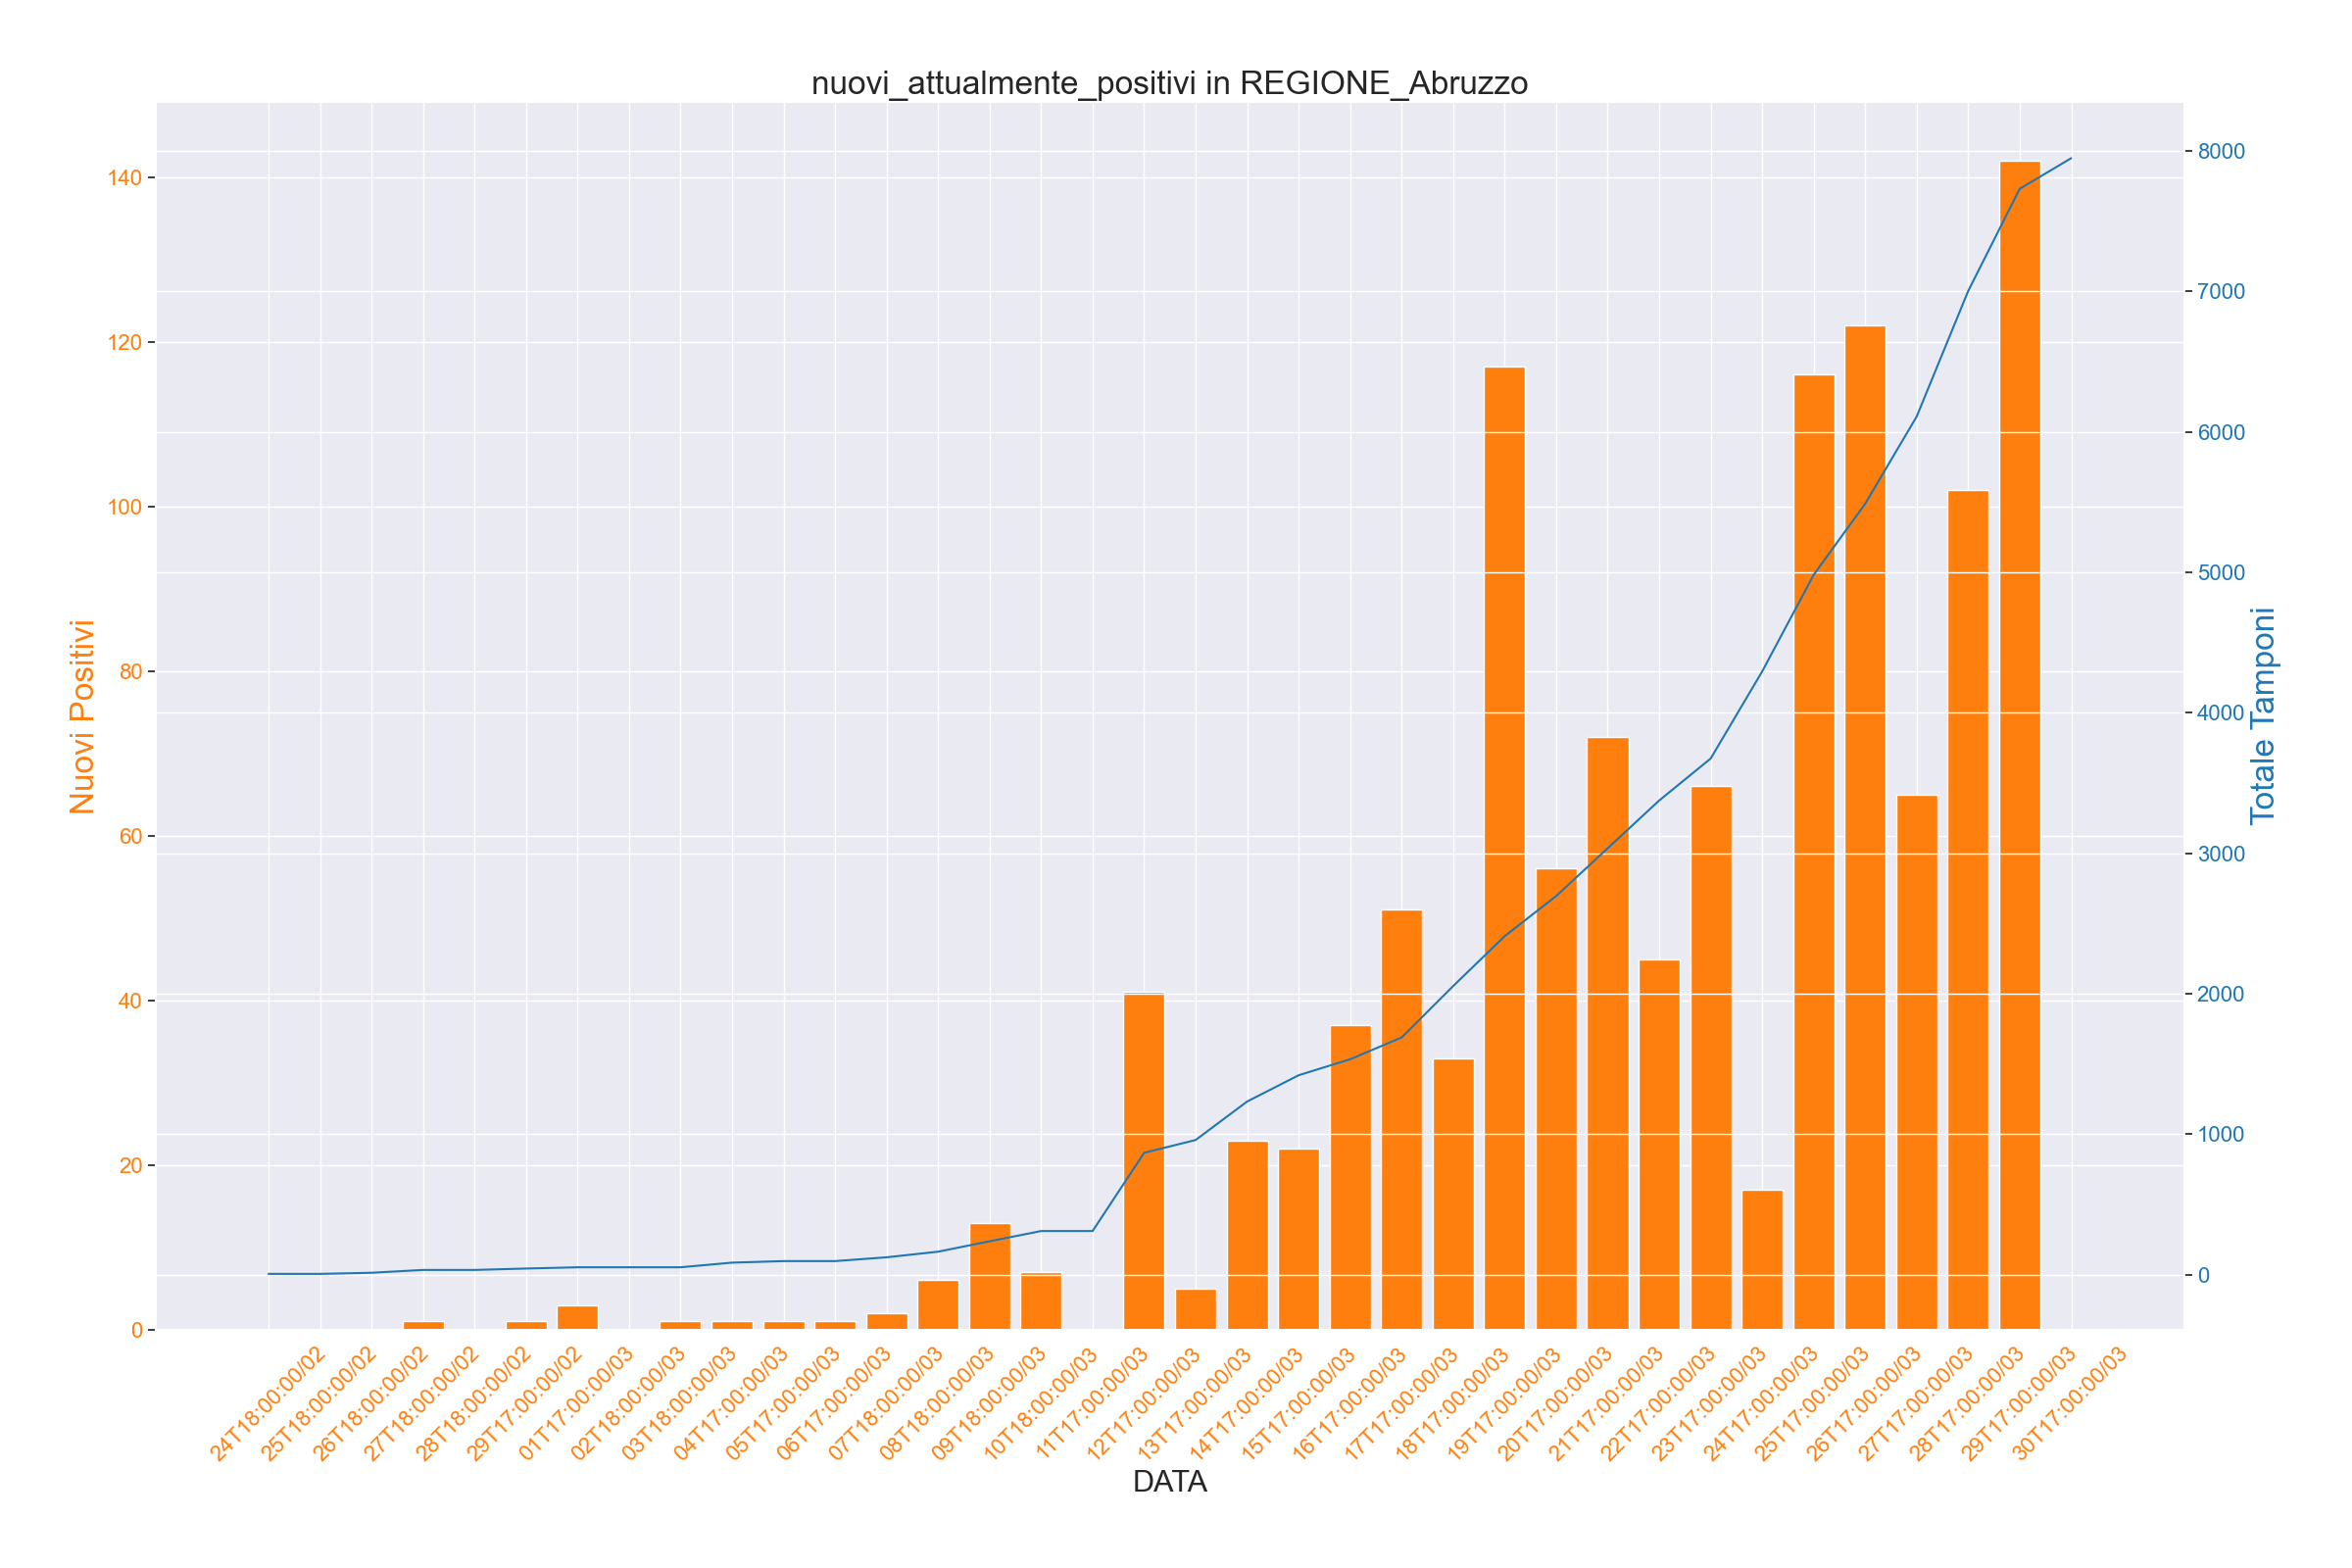 nuovi_attualmente_positivi in REGIONE_Abruzzo
Nuovi Positivi
140
120
100
80
60
40
20
0
8000
7000
6000
5000
4000
3000
2000
1000
0
Totale Tamponi
24T18:00:00/02
25T18:00:00/02
26T18:00:00/02
27T18:00:00/02
28T18:00:00/02
29T17:00:00/02
01T17:00:00/03
02T18:00:00/03
03T18:00:00/03
04T17:00:00/03
05T17:00:00/03
06T17:00:00/03
07T18:00:00/03
08T18:00:00/03
09T18:00:00/03
10T18:00:00/03
11T17:00:00/03
12T17:00:00/03
13T17:00:00/03
14T17:00:00/03
15T17:00:00/03
16T17:00:00/03
17T17:00:00/03
18T17:00:00/03
19T17:00:00/03
20T17:00:00/03
21T17:00:00/03
22T17:00:00/03
23T17:00:00/03
24T17:00:00/03
25T17:00:00/03
26T17:00:00/03
27T17:00:00/03
28T17:00:00/03
29T17:00:00/03
30T17:00:00/03
DATA